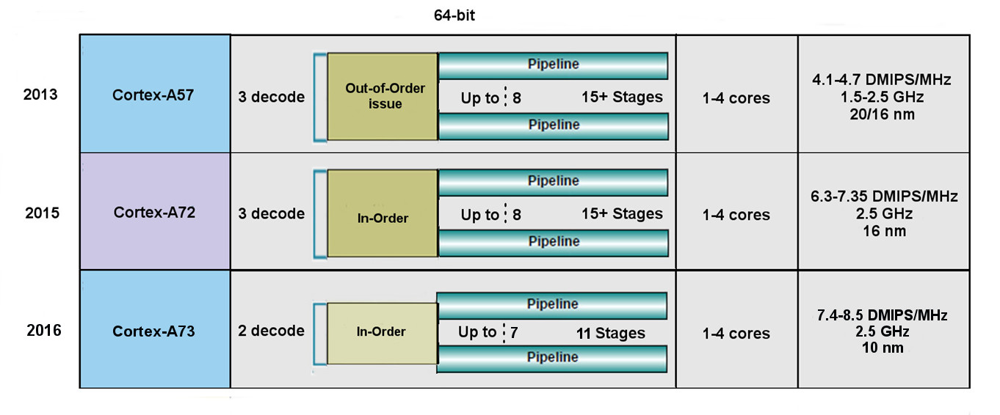 64-bit
2013
Cortex-A57
3 decode
Out-of-Order
issue
Pipeline
Up to 8
15+ Stages
Pipeline
1-4 cores
4.1-4.7 DMIPS/MHz
1.5-2.5 GHz
20/16 nm
2015
Cortex-A72
3 decode
In-Order
Pipeline
Up to 8
15+ Stages
Pipeline
1-4 cores
6.3-7.35 DMIPS/MHz
2.5 GHz
16 nm
2016
Cortex-A73
2 decode
In-Order
Pipeline
Up to 7
11 Stages
Pipeline
1-4 cores
7.4-8.5 DMIPS/MHz
2.5 GHz
10 nm